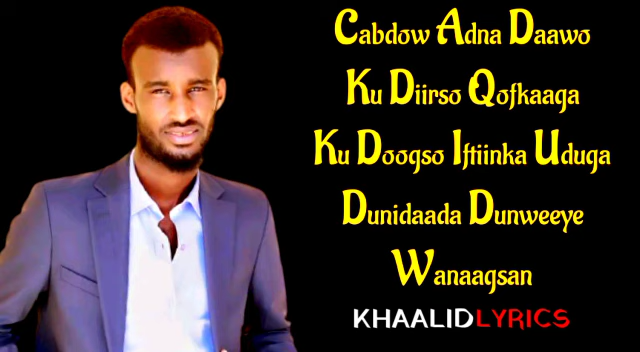 Cabdow Adna Daawo
Ku Diirso Qofkaaga
Ku Doogso Iftiinka Uduga
Dunidaada Dunweeye
Wanaagsan
KHAALIDLYRICS